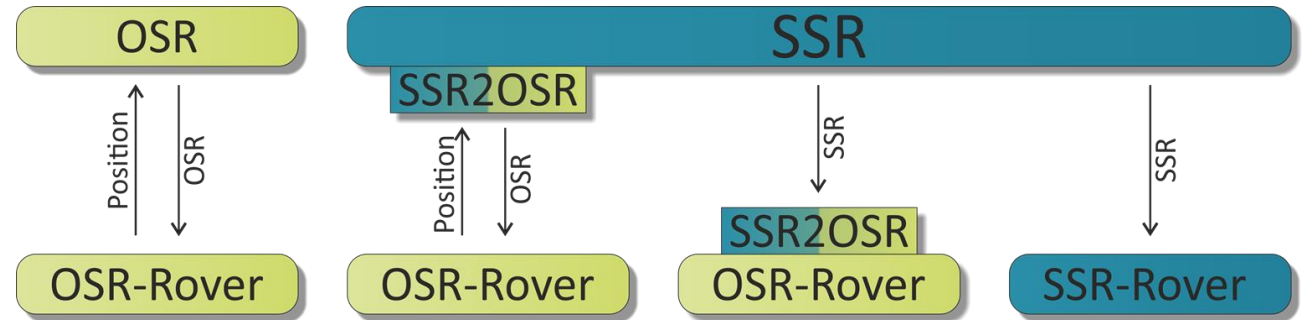 OSR
SSR
SSR2OSR
Position
OSR
Position
OSR
SSR
SSR
SSR2OSR
OSR-Rover
OSR-Rover
OSR-Rover
SSR-Rover